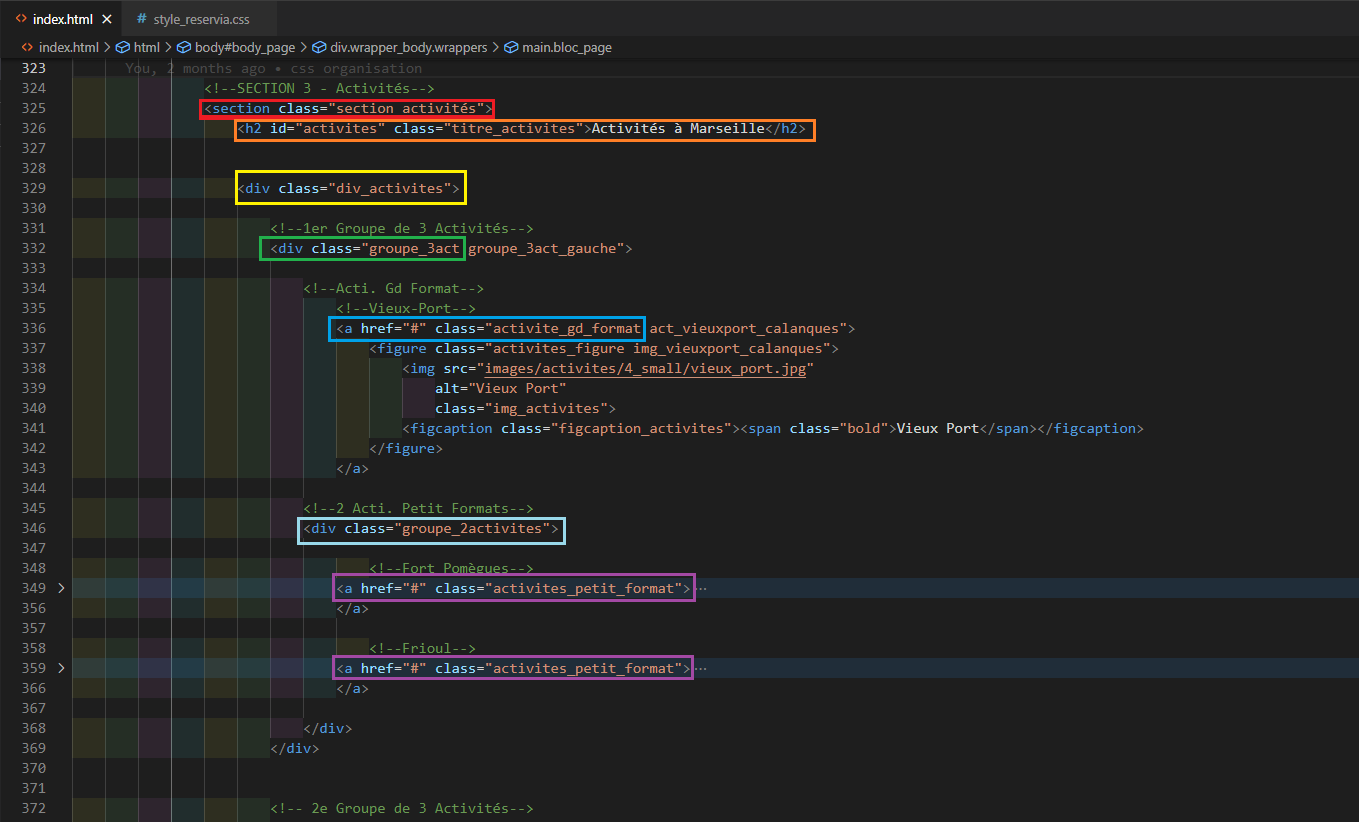 index.html × # style_reservia.css
index.html > html > body#body_page > div.wrapper_body.wrappers > main.bloc_page
323 You, 2 months ago • css organisation
324 <!--SECTION 3 - Activités-->
325 <section class="section activités">
326 <h2 id="activites" class="titre_activites">Activités à Marseille</h2>
327
328
329 <div class="div_activites">
330
331 <!--1er Groupe de 3 Activités-->
332 <div class="groupe_3act groupe_3act_gauche">
333
334 <!--Acti. Gd Format-->
335 <!--Vieux-Port-->
336 <a href="#" class="activite_gd_format act_vieuxport_calanques">
337 <figure class="activites_figure img_vieuxport_calanques">
338 <img src="images/activites/4_small/vieux_port.jpg"
339 alt="Vieux Port"
340 class="img_activites">
341 <figcaption class="figcaption_activites"><span class="bold">Vieux Port</span></figcaption>
342 </figure>
343 </a>
344
345 <!--2 Acti. Petit Formats-->
346 <div class="groupe_2activites">
347
348 <!--Fort Pomègues-->
349 <a href="#" class="activites_petit_format">···
356 </a>
357
358 <!--Frioul-->
359 <a href="#" class="activites_petit_format">···
366 </a>
367
368 </div>
369 </div>
370
371
372 <!-- 2e Groupe de 3 Activités-->